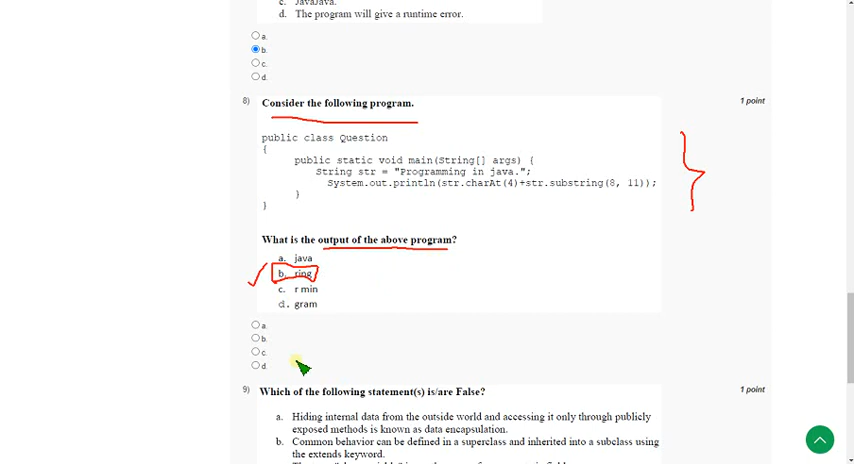 c. JavaJava.
d. The program will give a runtime error.
a.
b.
c.
d.
8) Consider the following program. 1 point
public class Question
{
public static void main(String[] args) {
String str = "Programming in java.";
System.out.println(str.charAt(4)+str.substring(8, 11));
}
}
What is the output of the above program?
a. java
b. ring
c. r min
d. gram
a.
b.
c.
d.
9) Which of the following statement(s) is/are False? 1 point
a. Hiding internal data from the outside world and accessing it only through publicly
exposed methods is known as data encapsulation.
b. Common behavior can be defined in a superclass and inherited into a subclass using
the extends keyword.